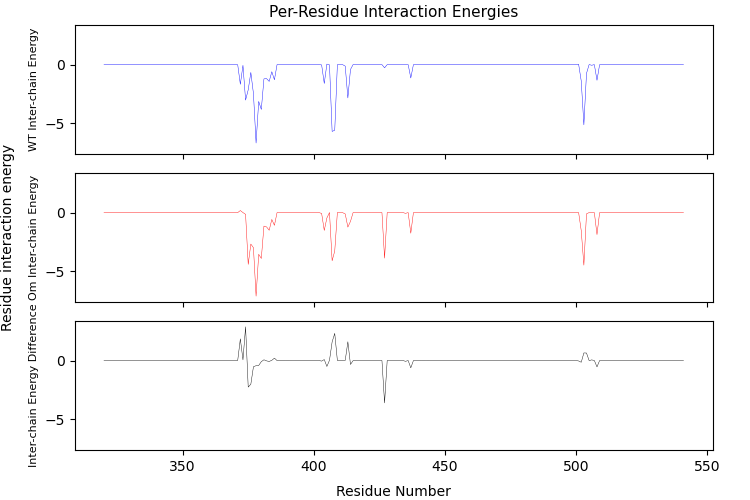 Per-Residue Interaction Energies
Residue interaction energy
WT Inter-chain Energy
0
−5
Om Inter-chain Energy
0
−5
Inter-chain Energy Difference
0
−5
350
400
450
500
550
Residue Number